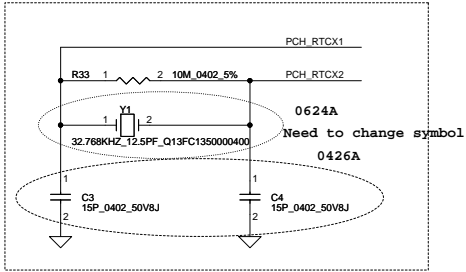 PCH_RTCX1
R33 1 2 10M_0402_5% PCH_RTCX2
0624A
Y1
1 2
Need to change symbol
32.768KHZ_12.5PF_Q13FC1350000400
0426A
1 1
C3 C4
15P_0402_50V8J 15P_0402_50V8J
2 2